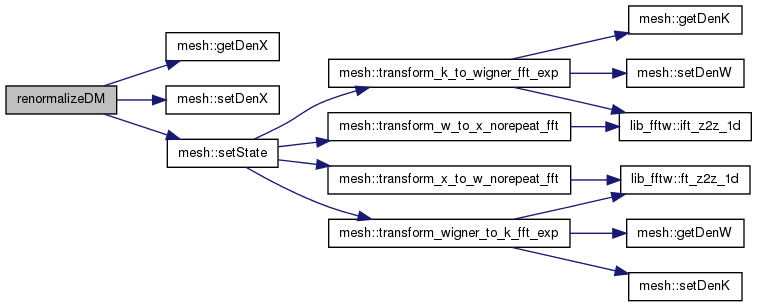 renormalizeDM
mesh::getDenX
mesh::setDenX
mesh::setState
mesh::transform_k_to_wigner_fft_exp
mesh::transform_w_to_x_norepeat_fft
mesh::transform_x_to_w_norepeat_fft
mesh::transform_wigner_to_k_fft_exp
mesh::getDenK
mesh::setDenW
lib_fftw::ift_z2z_1d
lib_fftw::ft_z2z_1d
mesh::getDenW
mesh::setDenK